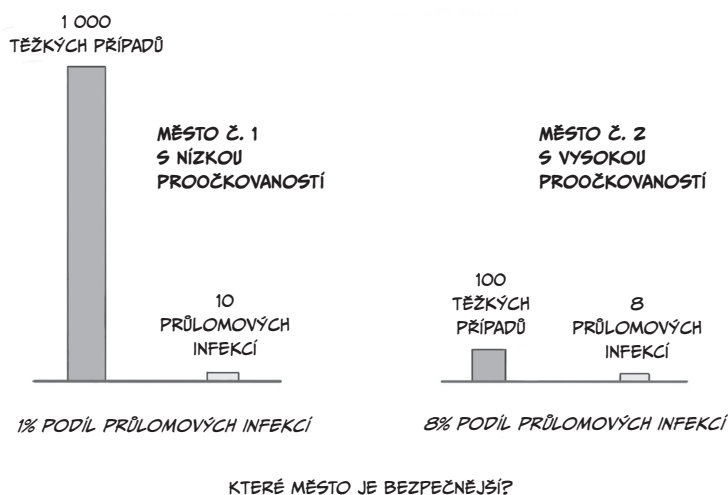 1 000
TĚŽKÝCH PŘÍPADŮ
MĚSTO Č. 1
S NÍZKOU
PROOČKOVANOSTÍ
10
PRŮLOMOVÝCH
INFEKCÍ
1% PODÍL PRŮLOMOVÝCH INFEKCÍ
MĚSTO Č. 2
S VYSOKOU
PROOČKOVANOSTÍ
100
TĚŽKÝCH
PŘÍPADŮ
8
PRŮLOMOVÝCH
INFEKCÍ
8% PODÍL PRŮLOMOVÝCH INFEKCÍ
KTERÉ MĚSTO JE BEZPEČNĚJŠÍ?